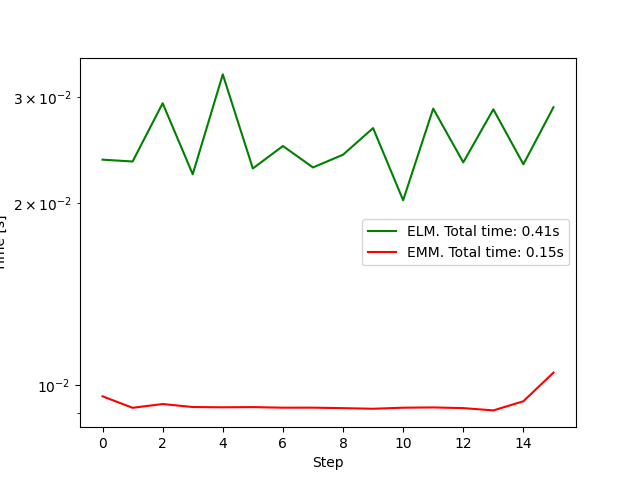 3 × 10⁻²
2 × 10⁻²
10⁻²
Time [s]
ELM. Total time: 0.41s
EMM. Total time: 0.15s
0 2 4 6 8 10 12 14
Step